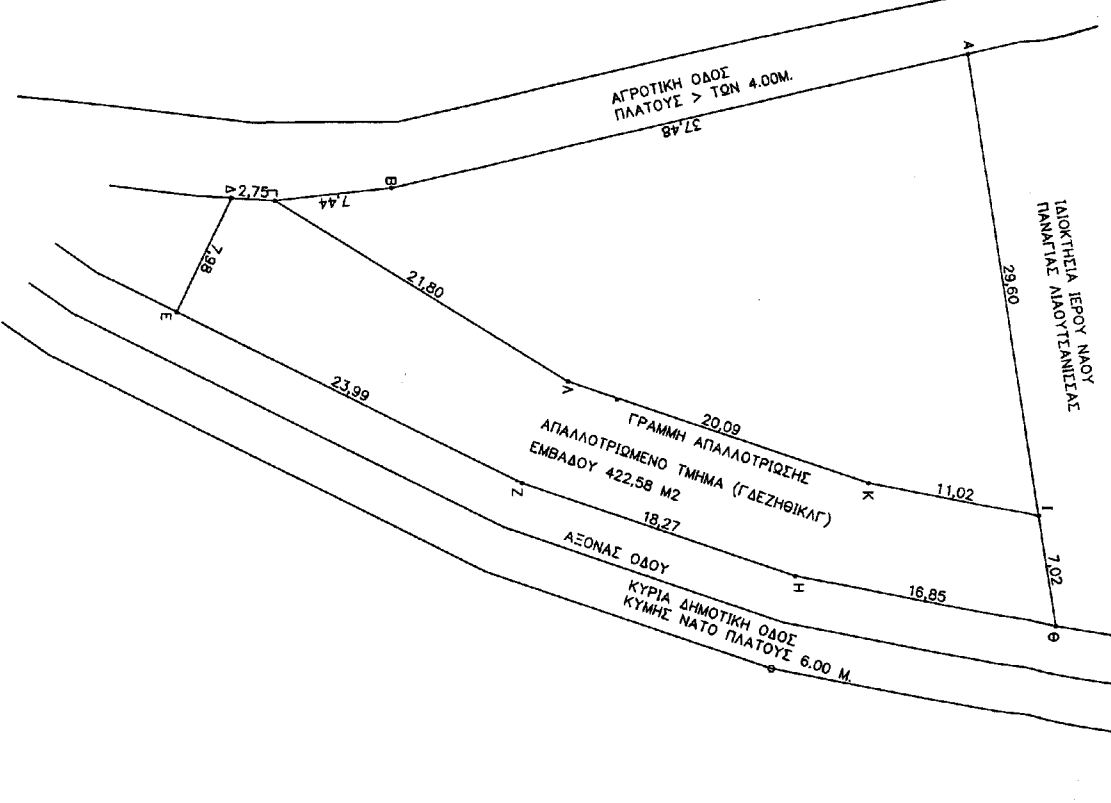 Α
ΑΓΡΟΤΙΚΗ ΟΔΟΣ
ΠΛΑΤΟΥΣ > ΤΩΝ 4.00Μ.
37,48
Β
7,44
Γ
2,75
Δ
7,98
Ε
21,80
29,60
ΙΔΙΟΚΤΗΣΙΑ ΙΕΡΟΥ ΝΑΟΥ
ΠΑΝΑΓΙΑΣ ΛΙΑΟΥΤΣΑΝΙΣΣΑΣ
23,99
Λ
20,09
ΓΡΑΜΜΗ ΑΠΑΛΛΟΤΡΙΩΣΗΣ
ΑΠΑΛΛΟΤΡΙΩΜΕΝΟ ΤΜΗΜΑ (ΓΔΕΖΗΘΙΚΛΓ)
ΕΜΒΑΔΟΥ 422,58 Μ2
Κ
11,02
Ι
7,02
Ζ
18,27
Η
16,85
Θ
ΑΞΟΝΑΣ ΟΔΟΥ
ΚΥΡΙΑ ΔΗΜΟΤΙΚΗ ΟΔΟΣ
ΚΥΜΗΣ ΝΑΤΟ ΠΛΑΤΟΥΣ 6.00 Μ.